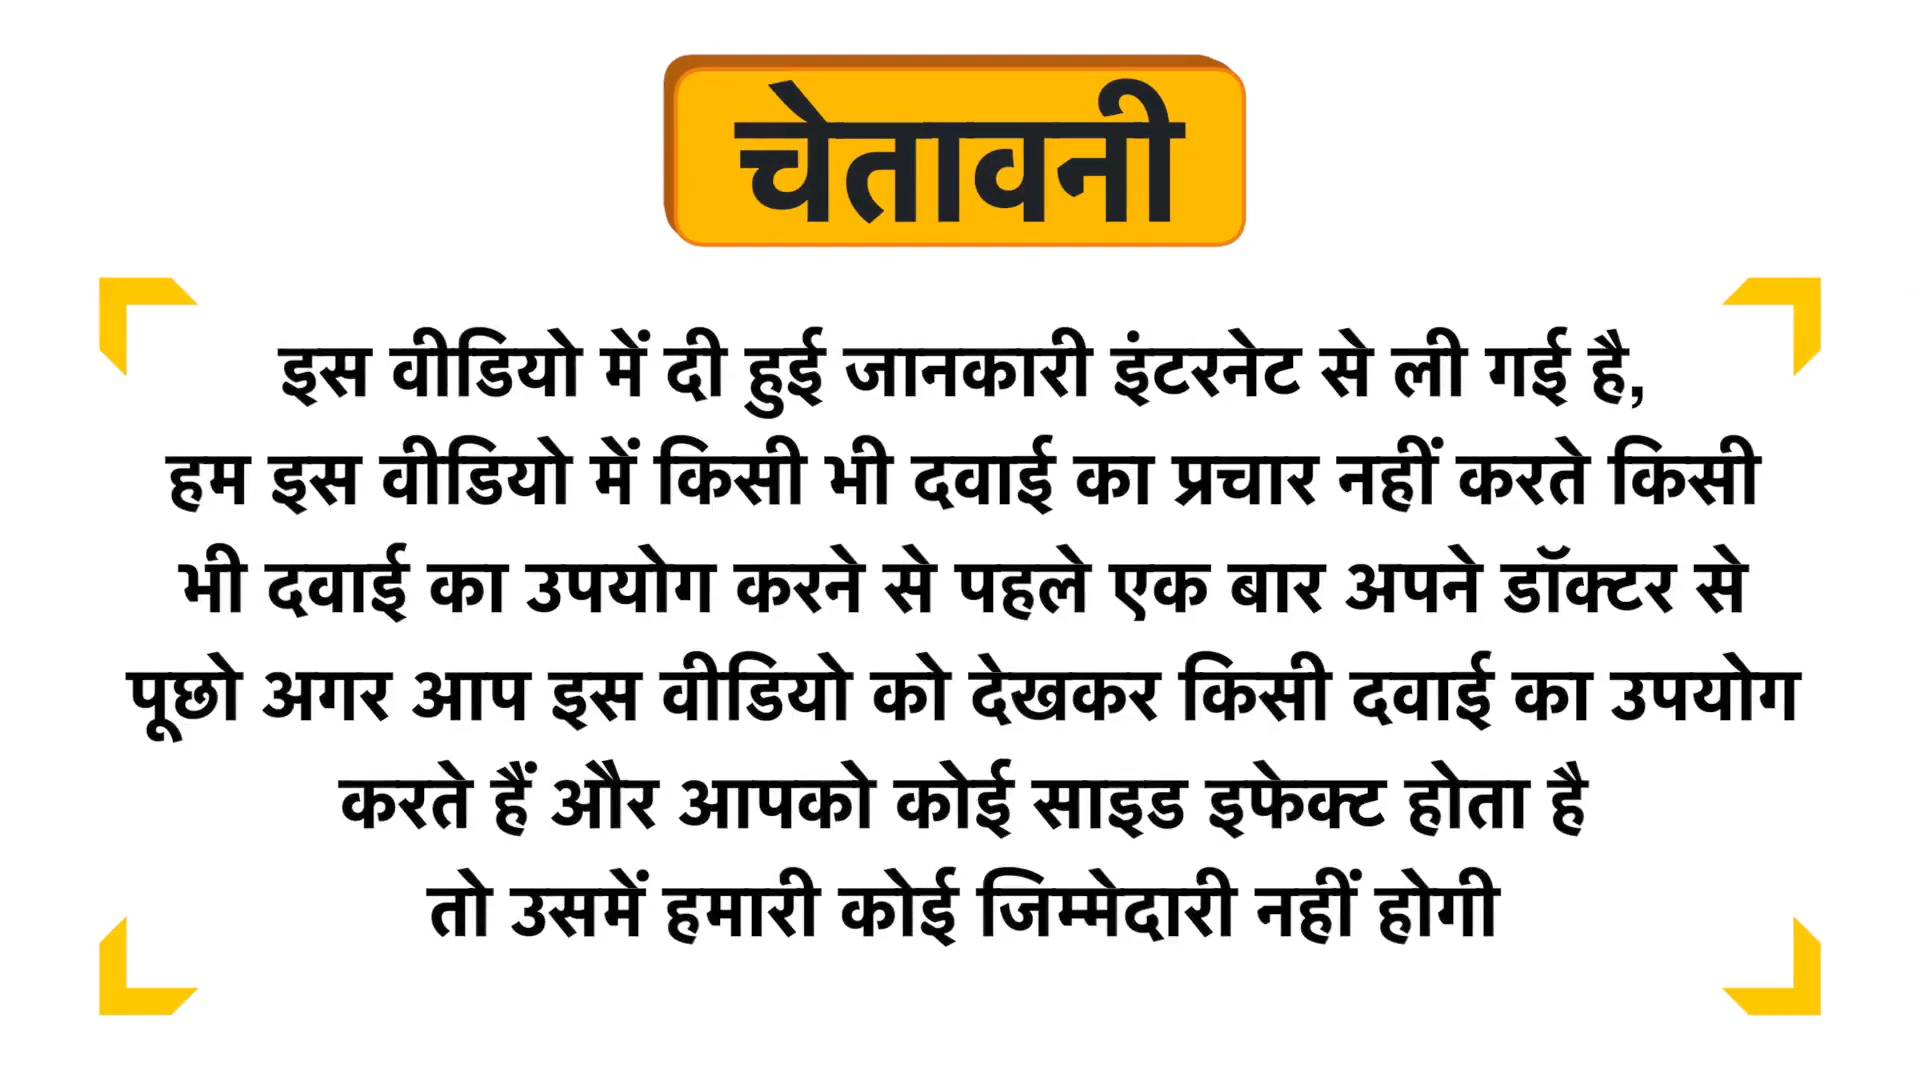 चेतावनी
इस वीडियो में दी हुई जानकारी इंटरनेट से ली गई है,
हम इस वीडियो में किसी भी दवाई का प्रचार नहीं करते किसी
भी दवाई का उपयोग करने से पहले एक बार अपने डॉक्टर से
पूछो अगर आप इस वीडियो को देखकर किसी दवाई का उपयोग
करते हैं और आपको कोई साइड इफेक्ट होता है
तो उसमें हमारी कोई जिम्मेदारी नहीं होगी